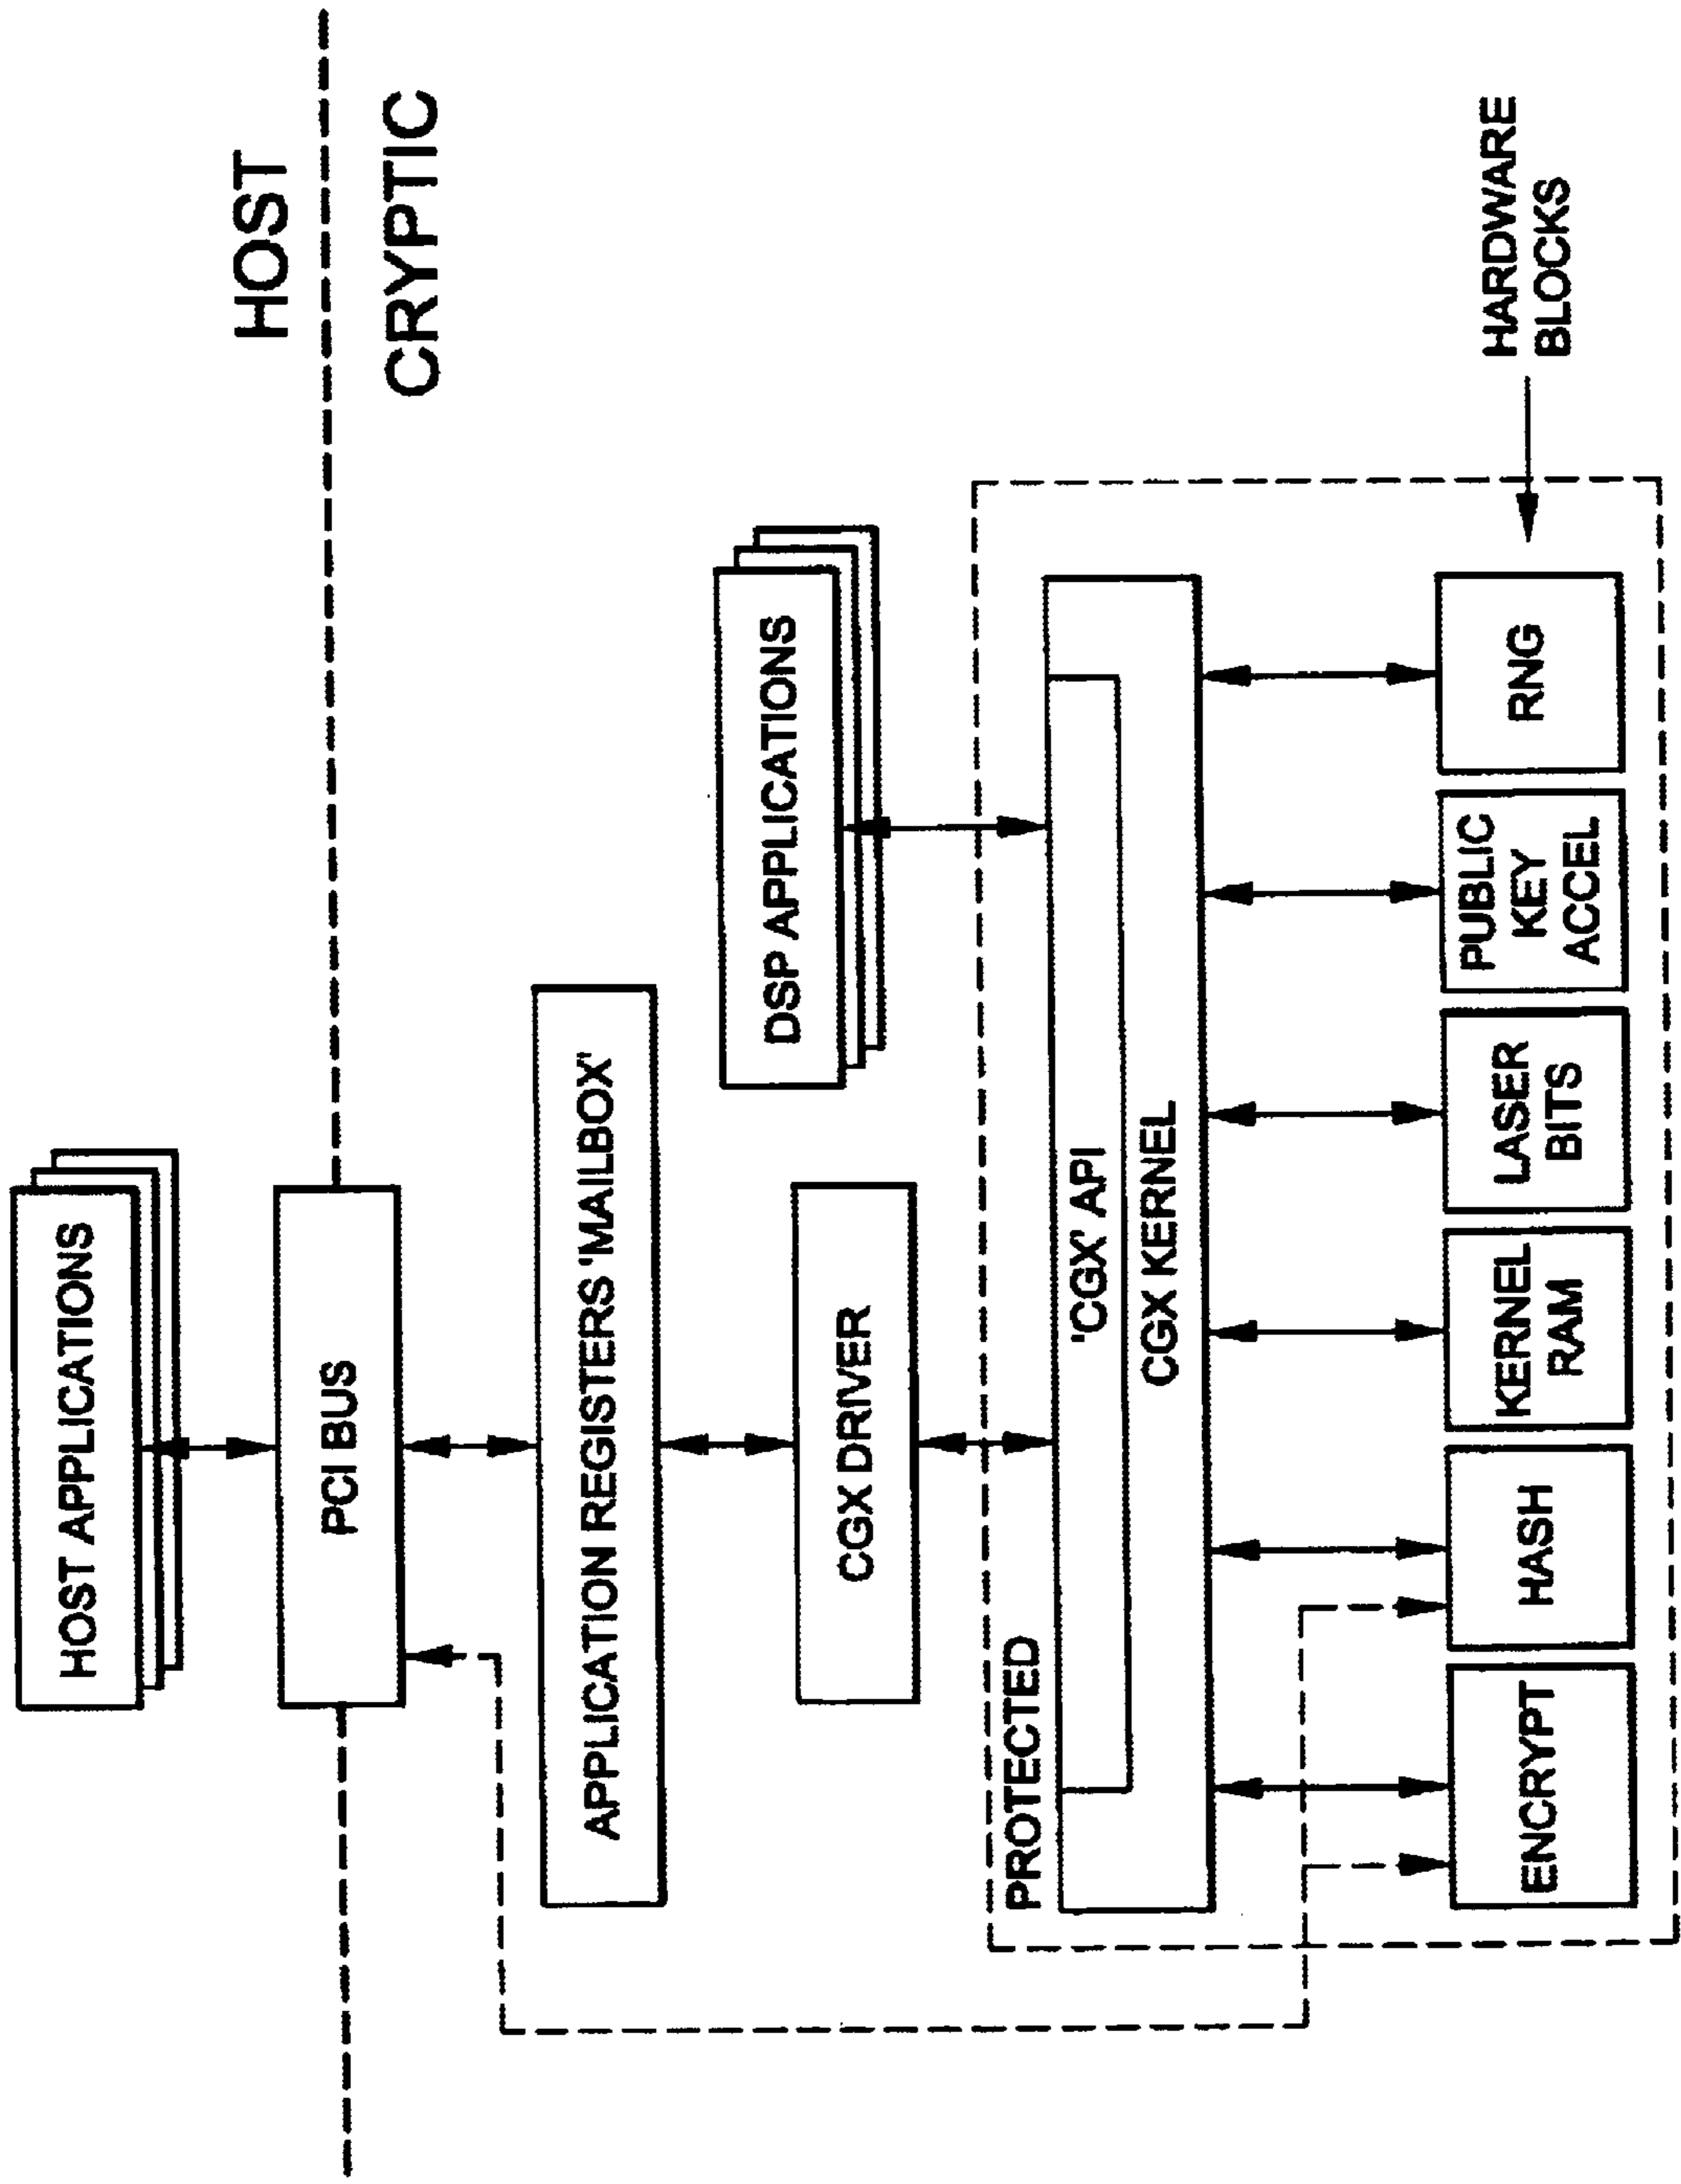 HOST APPLICATIONS
HOST
PCI BUS
CRYPTIC
APPLICATION REGISTERS 'MAILBOX'
DSP APPLICATIONS
CGX DRIVER
PROTECTED
'CGX' API
CGX KERNEL
ENCRYPT
HASH
KERNEL
RAM
LASER
BITS
PUBLIC
KEY
ACCEL
RNG
HARDWARE
BLOCKS